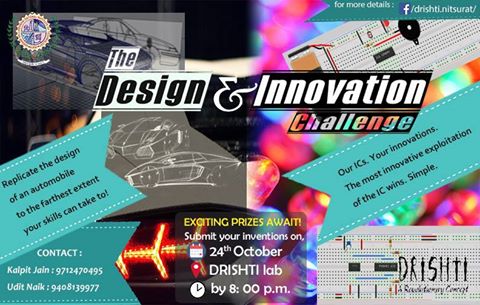 for more details :
f/drishti.nitsurat/
The
Design & Innovation
Challenge
Replicate the design
of an automobile
to the farthest extent
your skills can take to!
Our ICs. Your innovations.
The most innovative exploitation
of the IC wins. Simple.
EXCITING PRIZES AWAIT!
Submit your inventions on,
24th October
DRISHTI lab
by 8: 00 p.m.
CONTACT :
Kalpit Jain : 9712470495
Udit Naik : 9408139977
DRISHTI
A Revolutionary Concept